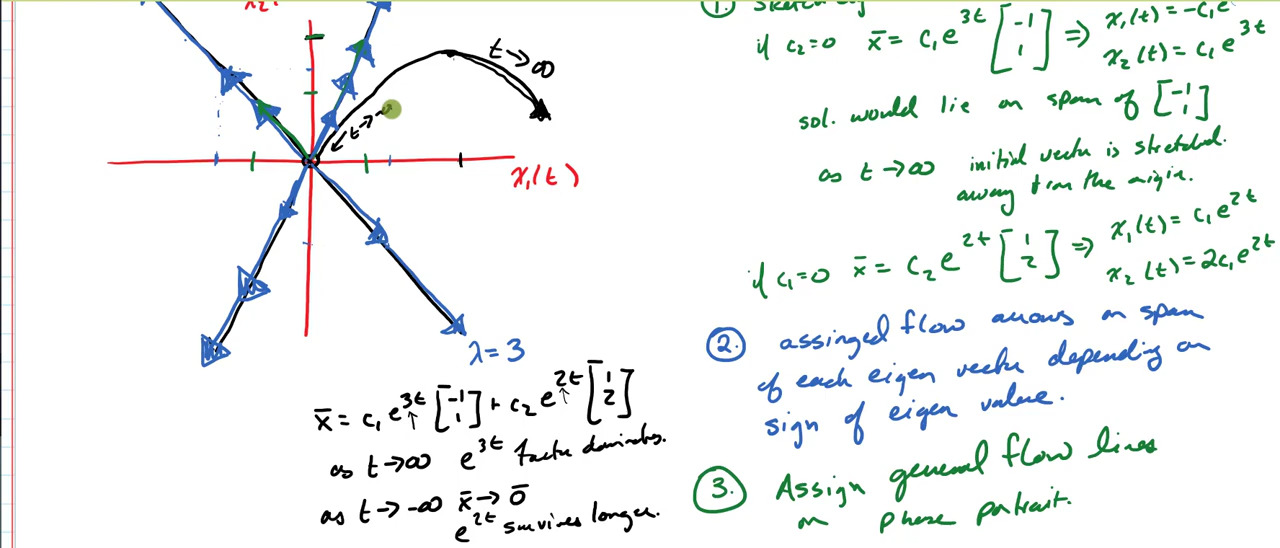 x₂
t→∞
t→-∞
x₁(t)
λ=3
x̄ = c₁e^{3t} [-1 1] + c₂e^{2t} [1 2]
as t→∞ e^{3t} factor dominates.
as t→-∞ x̄→0̄
e^{2t} survives longer.
1.
if c₂=0 x̄ = c₁e^{3t} [-1 1] ⇒ x₁(t) = -c₁e
x₂(t) = c₁e^{3t}
sol. would lie on span of [-1 1]
as t→∞ initial vector is stretched.
away from the origin.
if c₁=0 x̄ = c₂e^{2t} [1 2] ⇒ x₁(t) = c₁e^{2t}
x₂(t) = 2c₁e^{2t}
2. assinged flow arrows on span
of each eigen vector depending on
sign of eigen value.
3. Assign general flow lines
on phase portrait.